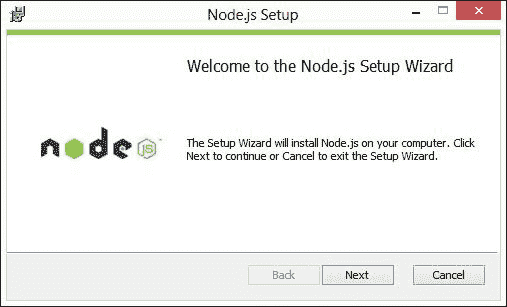 Node.js Setup
Welcome to the Node.js Setup Wizard
node JS
The Setup Wizard will install Node.js on your computer. Click
Next to continue or Cancel to exit the Setup Wizard.
Back
Next
Cancel